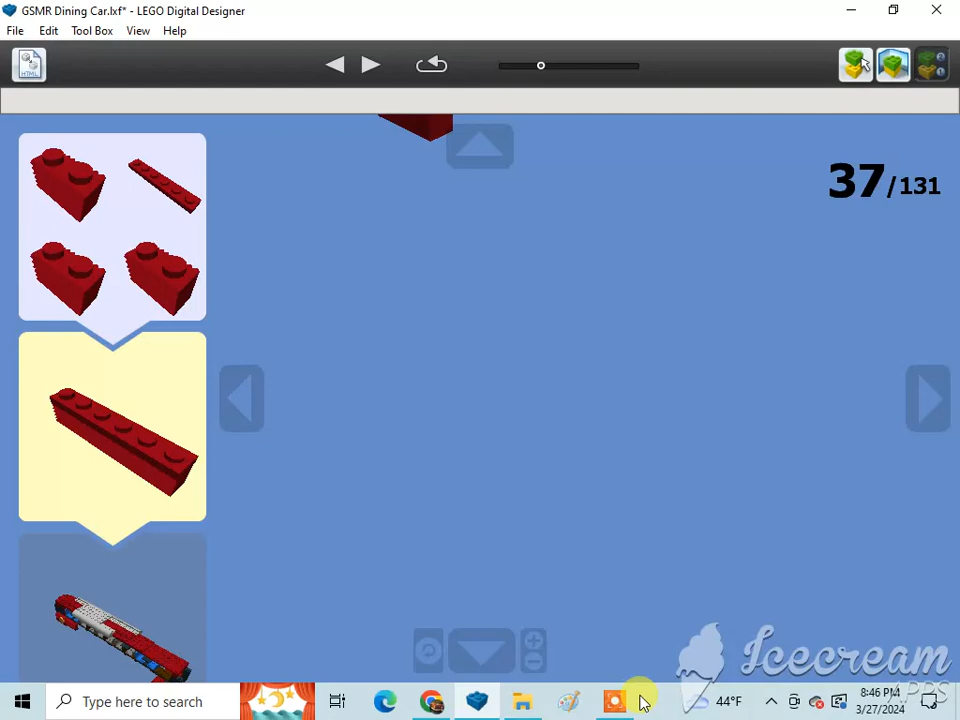 GSMR Dining Car.lxf* - LEGO Digital Designer
File Edit Tool Box View Help
HTML
37/131
Icecream
APPS
Type here to search
44°F
8:46 PM
3/27/2024